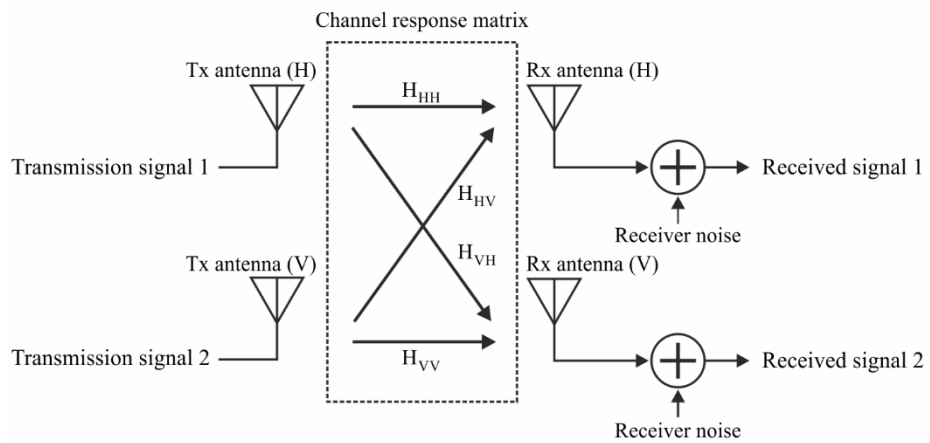 Channel response matrix
Tx antenna (H)
Rx antenna (H)
H_HH
Transmission signal 1
Received signal 1
H_HV
Receiver noise
H_VH
Tx antenna (V)
Rx antenna (V)
Transmission signal 2
H_VV
Received signal 2
Receiver noise